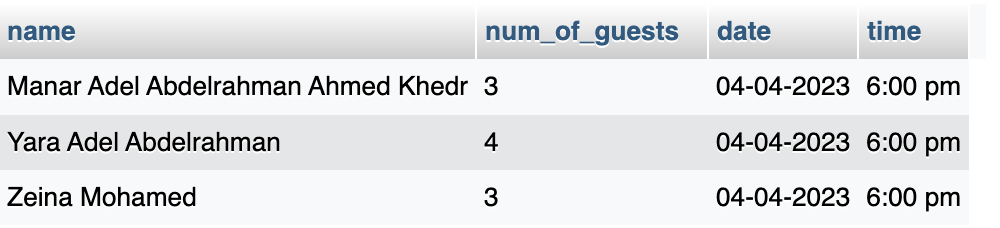 name num_of_guests date time
Manar Adel Abdelrahman Ahmed Khedr 3 04-04-2023 6:00 pm
Yara Adel Abdelrahman 4 04-04-2023 6:00 pm
Zeina Mohamed 3 04-04-2023 6:00 pm